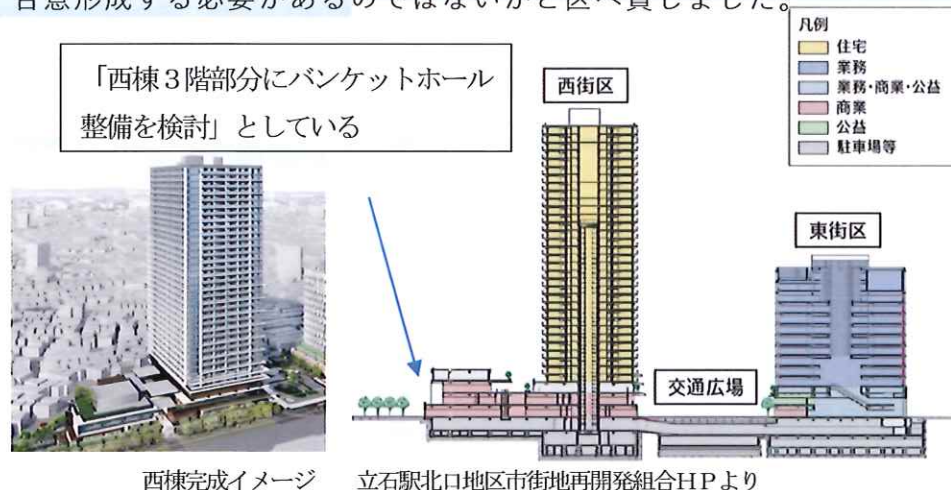 合意形成する必要があるのではないかと区へ質しました。
「西棟3階部分にバンケットホール
整備を検討」としている
凡例
住宅
業務
業務・商業・公益
商業
公益
駐車場等
西街区
東街区
交通広場
西棟完成イメージ
立石駅北口地区市街地再開発組合HPより